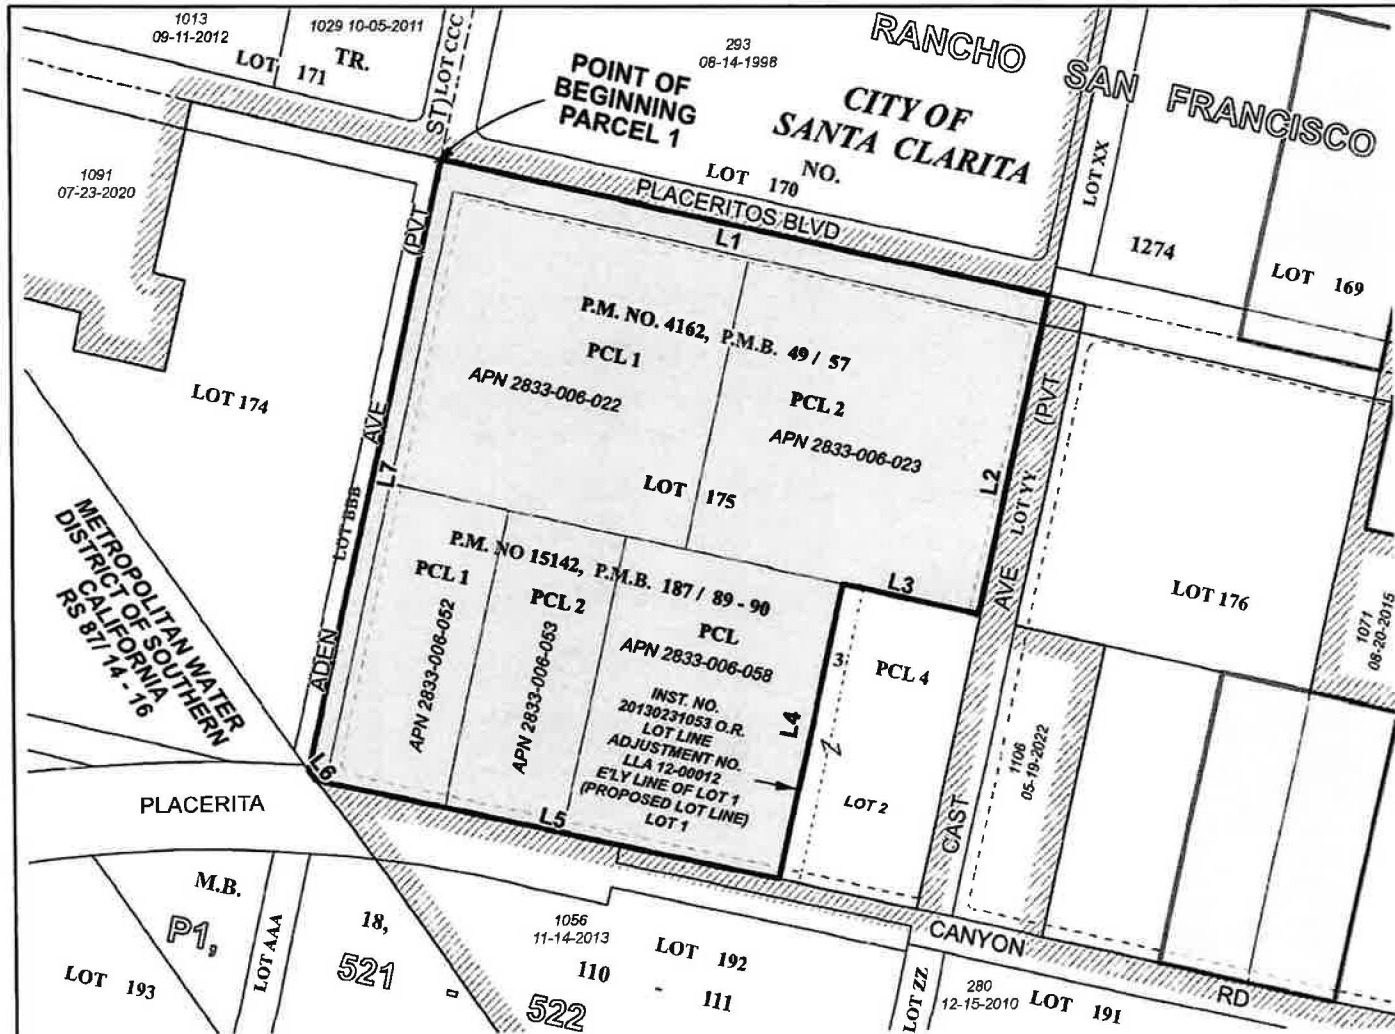 1013
09-11-2012
1029 10-05-2011
LOT 171
TR.
ST) LOT CCC
293
08-14-1998
RANCHO SAN FRANCISCO
POINT OF
BEGINNING
PARCEL 1
CITY OF
SANTA CLARITA
LOT 170 NO.
LOT XX
1274
LOT 169
1091
07-23-2020
PLACERITOS BLVD
L1
(PVT
P.M. NO. 4162, P.M.B. 49 / 57
PCL 1
APN 2833-006-022
PCL 2
APN 2833-006-023
LOT 174
AVE
L7
LOT 175
L2
(PVT
LOT YY
AVE
LOT BBB
METROPOLITAN WATER
DISTRICT OF SOUTHERN
CALIFORNIA
RS 87/ 14 - 16
P.M. NO 15142, P.M.B. 187 / 89 - 90
PCL 1
APN 2833-006-052
PCL 2
APN 2833-006-053
PCL
3
APN 2833-006-058
L3
PCL 4
LOT 176
1071
08-20-2015
ADEN
INST. NO.
20130231053 O.R.
LOT LINE
ADJUSTMENT NO.
LLA 12-00012
E'LY LINE OF LOT 1
(PROPOSED LOT LINE)
LOT 1
L4
LOT 2
1106
05-19-2022
CAST
L6
PLACERITA
L5
CANYON
RD
M.B.
P1,
LOT AAA
18,
521 - 522
1056
11-14-2013
110 - 111
LOT 192
LOT 193
LOT ZZ
280
12-15-2010
LOT 191